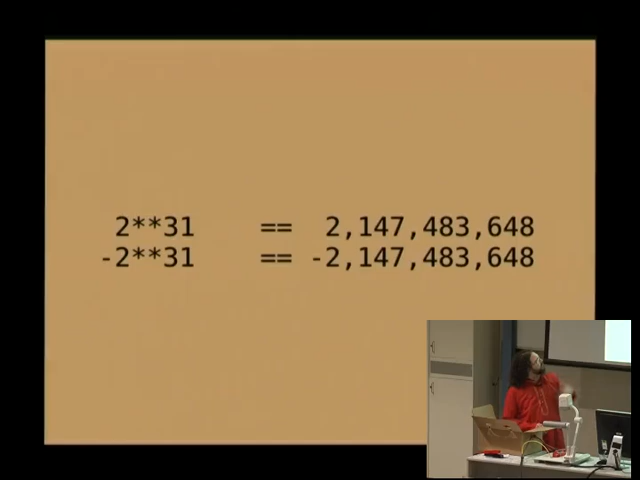 2**31 == 2,147,483,648
-2**31 == -2,147,483,648